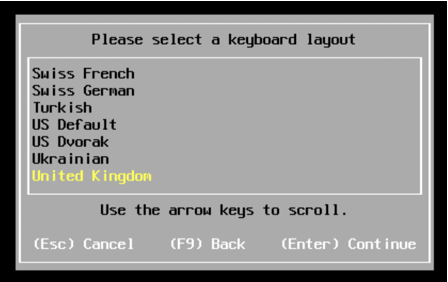 Please select a keyboard layout
Swiss French
Swiss German
Turkish
US Default
US Dvorak
Ukrainian
United Kingdom
Use the arrow keys to scroll.
(Esc) Cancel (F9) Back (Enter) Continue